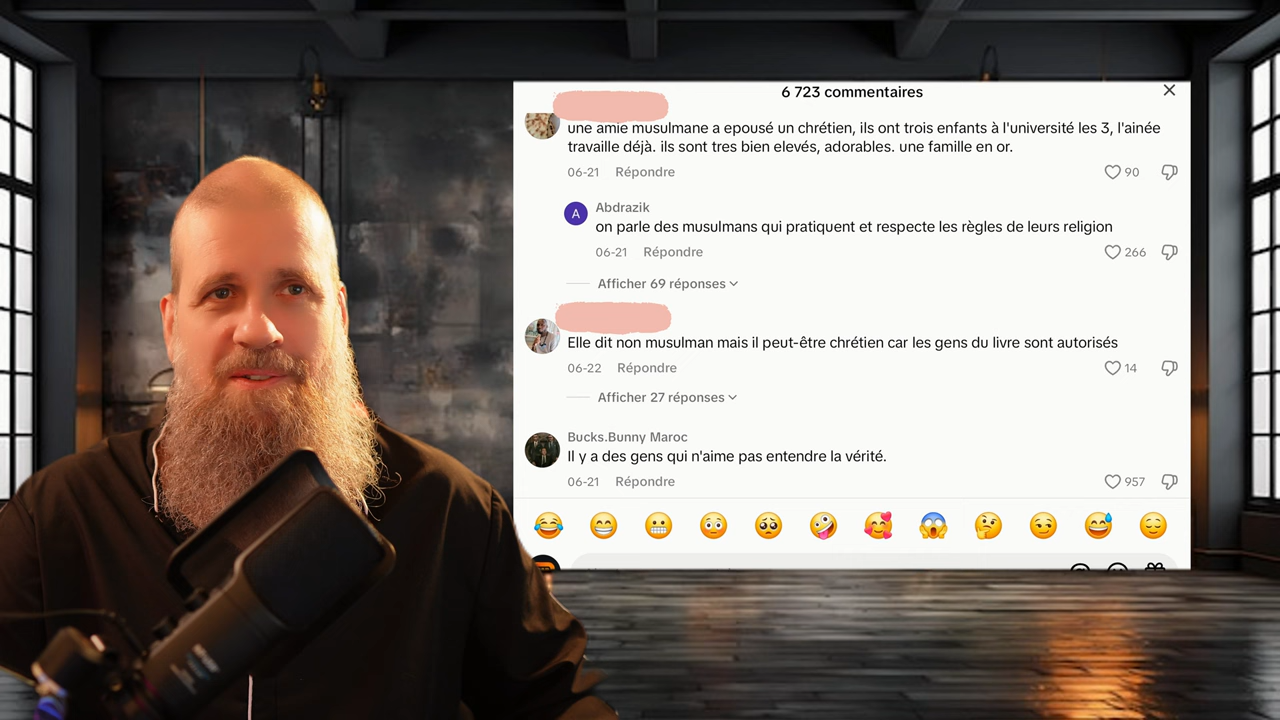 6 723 commentaires
une amie musulmane a epousé un chrétien, ils ont trois enfants à l'université les 3, l'ainée
travaille déjà. ils sont tres bien elevés, adorables. une famille en or.
06-21 Répondre 90
A Abdrazik
on parle des musulmans qui pratiquent et respecte les règles de leurs religion
06-21 Répondre 266
Afficher 69 réponses
Elle dit non musulman mais il peut-être chrétien car les gens du livre sont autorisés
06-22 Répondre 14
Afficher 27 réponses
Bucks.Bunny Maroc
Il y a des gens qui n'aime pas entendre la vérité.
06-21 Répondre 957